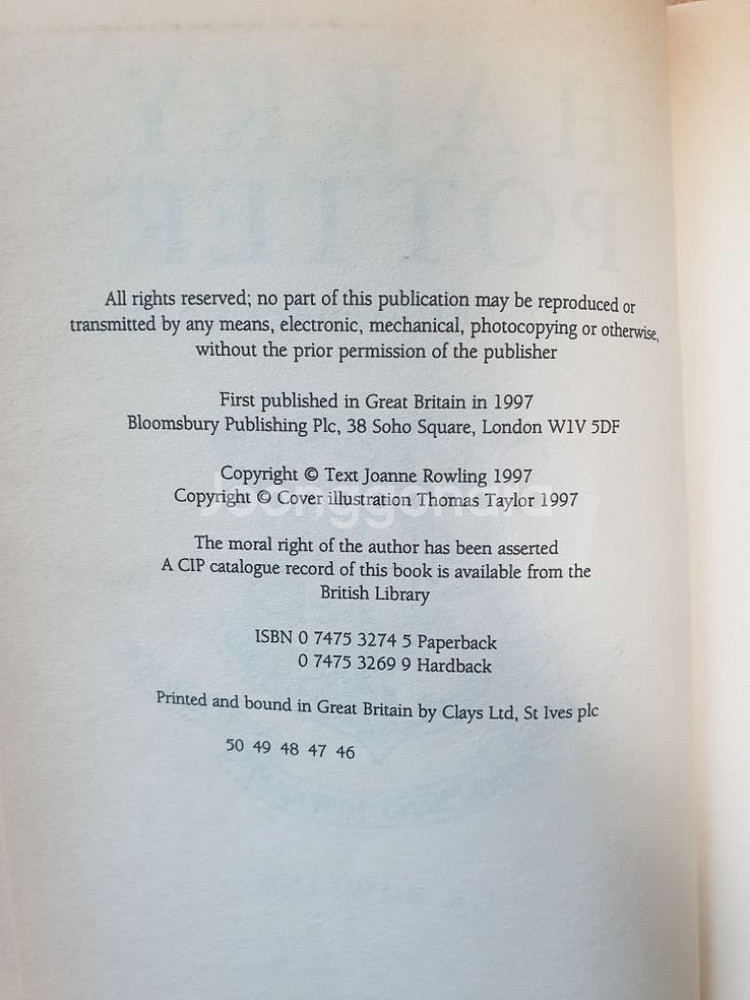 All rights reserved; no part of this publication may be reproduced or
transmitted by any means, electronic, mechanical, photocopying or otherwise,
without the prior permission of the publisher
First published in Great Britain in 1997
Bloomsbury Publishing Plc, 38 Soho Square, London W1V 5DF
Copyright © Text Joanne Rowling 1997
Copyright © Cover illustration Thomas Taylor 1997
The moral right of the author has been asserted
A CIP catalogue record of this book is available from the
British Library
ISBN 0 7475 3274 5 Paperback
0 7475 3269 9 Hardback
Printed and bound in Great Britain by Clays Ltd, St Ives plc
50 49 48 47 46